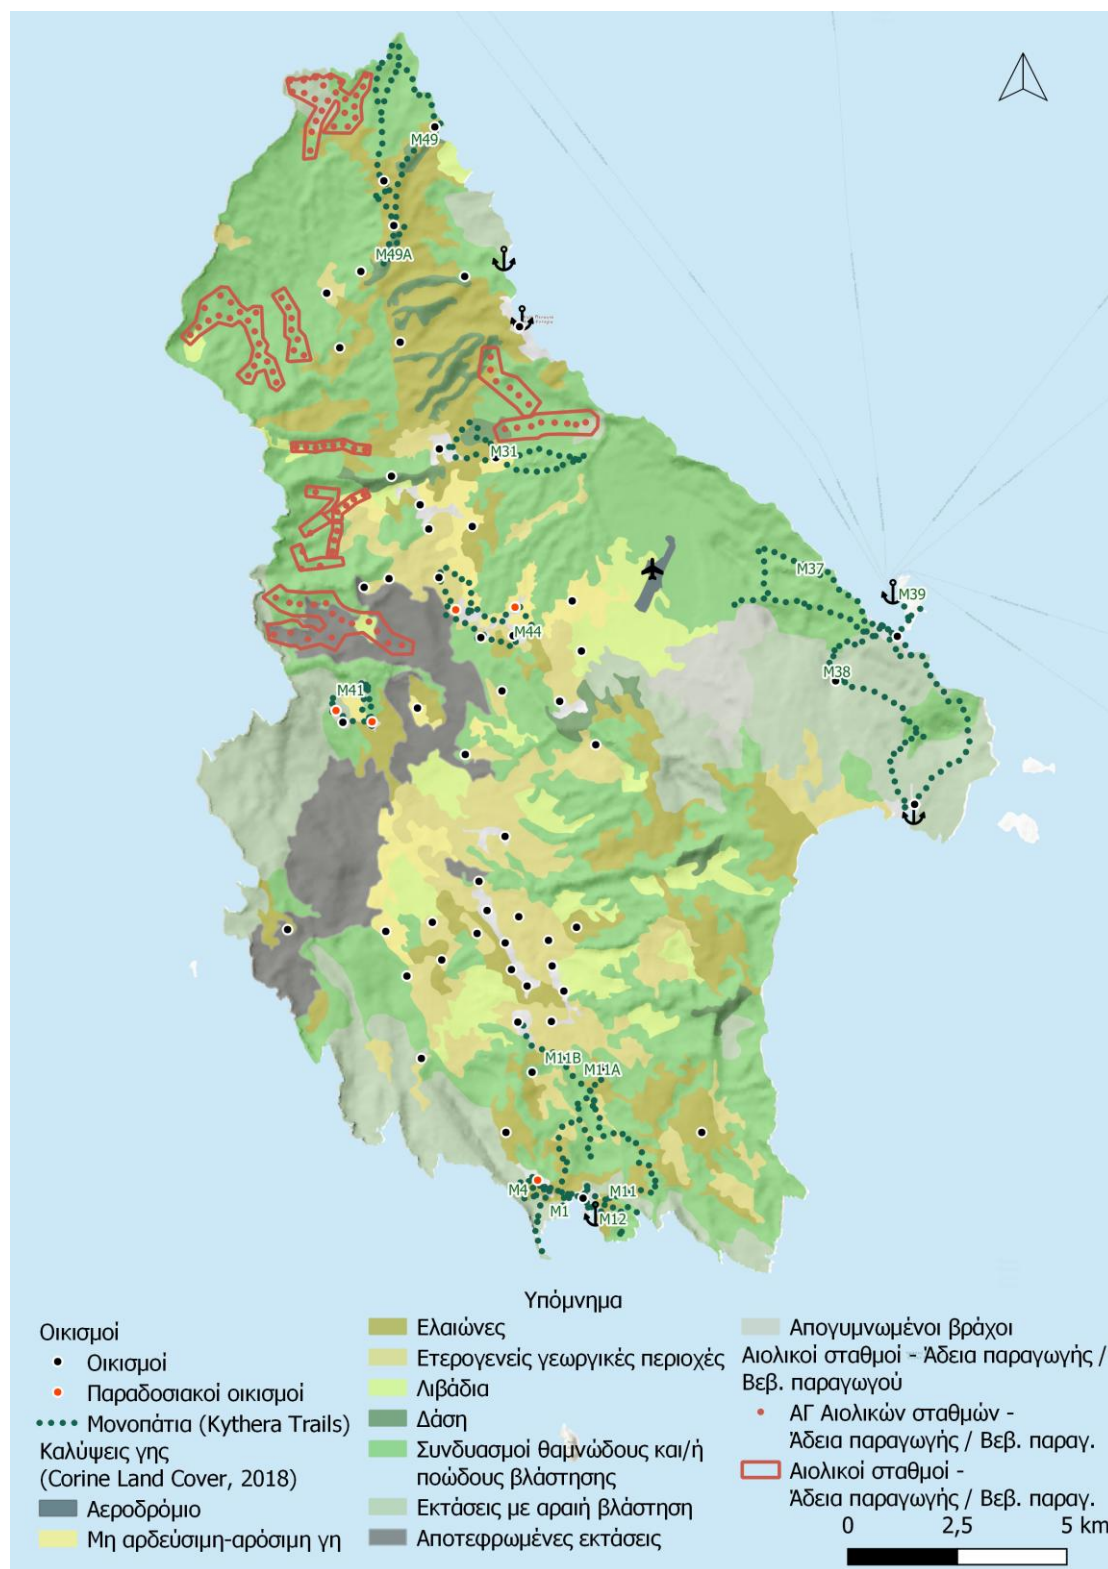 M49
M49A
M31
M37
M39
M44
M38
M41
M11B
M11A
M4
M11
M1
M12
Υπόμνημα
Οικισμοί
Οικισμοί
Παραδοσιακοί οικισμοί
Μονοπάτια (Kythera Trails)
Καλύψεις γης
(Corine Land Cover, 2018)
Αεροδρόμιο
Μη αρδεύσιμη-αρόσιμη γη
Ελαιώνες
Ετερογενείς γεωργικές περιοχές
Λιβάδια
Δάση
Συνδυασμοί θαμνώδους και/ή
ποώδους βλάστησης
Εκτάσεις με αραιή βλάστηση
Αποτεφρωμένες εκτάσεις
Απογυμνωμένοι βράχοι
Αιολικοί σταθμοί - Άδεια παραγωγής /
Βεβ. παραγωγού
ΑΓ Αιολικών σταθμών -
Άδεια παραγωγής / Βεβ. παραγ.
Αιολικοί σταθμοί -
Άδεια παραγωγής / Βεβ. παραγ.
0 2,5 5 km